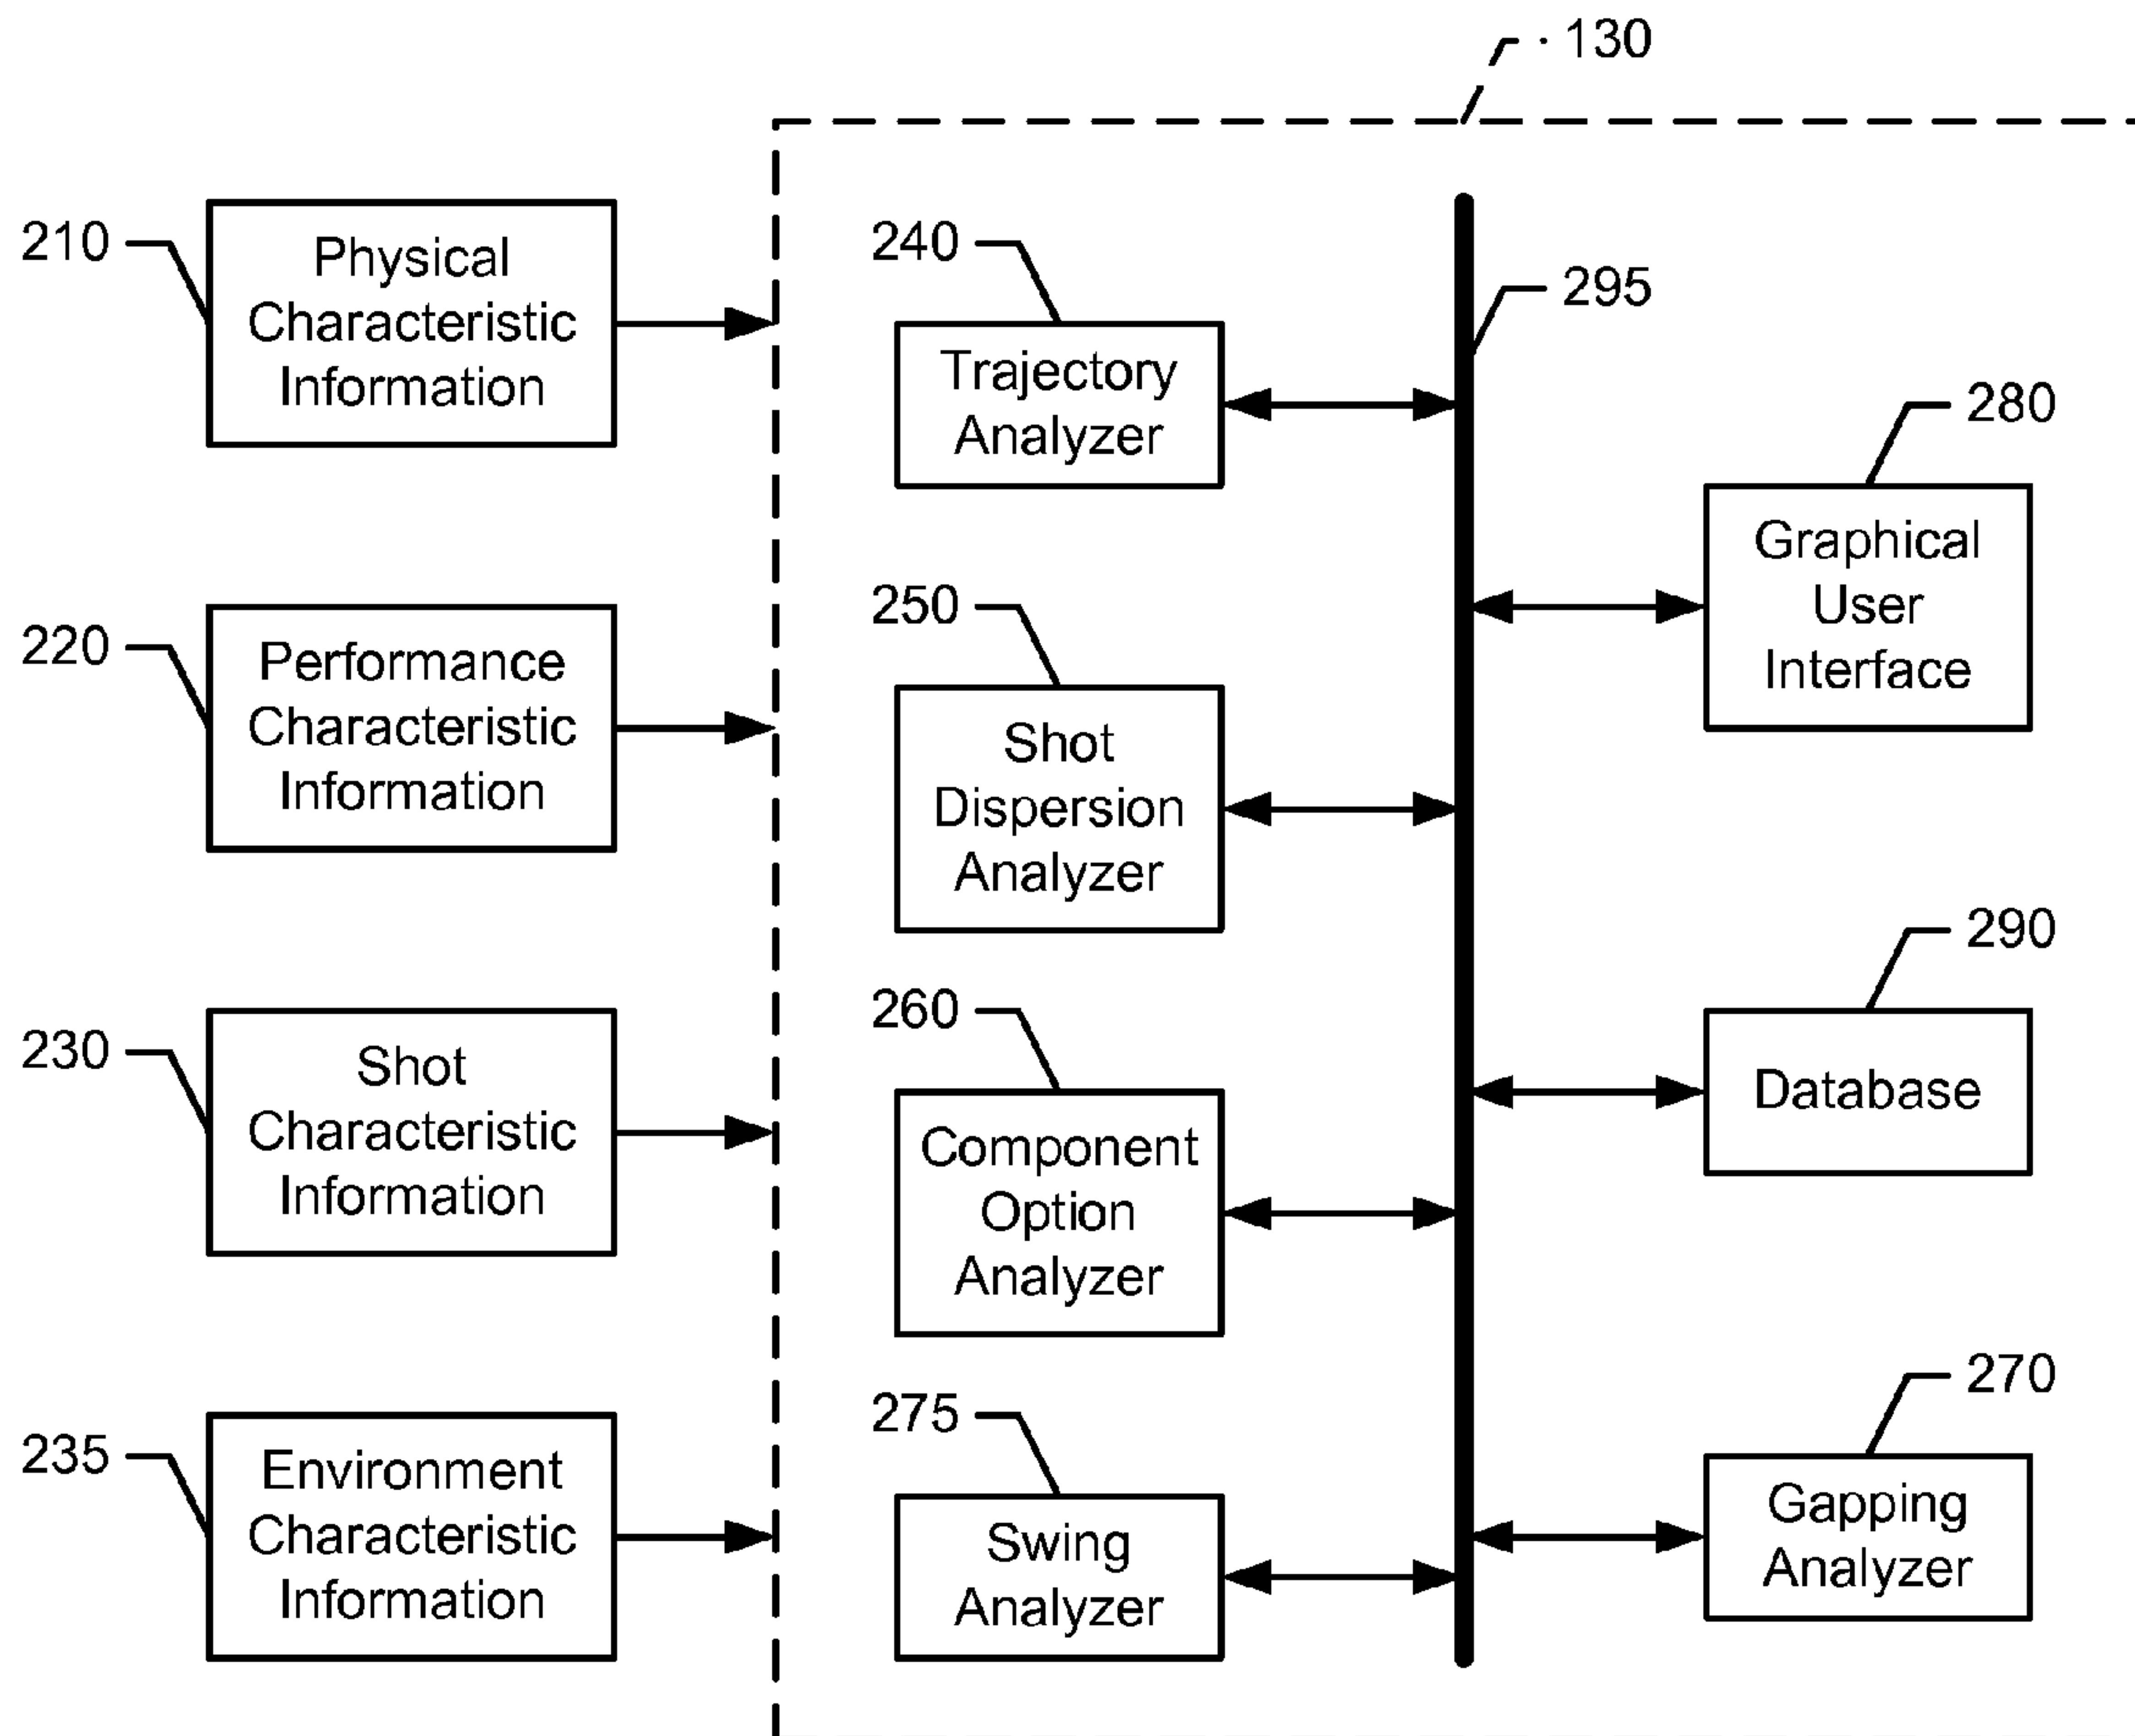 130
210
Physical
Characteristic
Information
240
Trajectory
Analyzer
295
280
Graphical
User
Interface
220
Performance
Characteristic
Information
250
Shot
Dispersion
Analyzer
290
Database
230
Shot
Characteristic
Information
260
Component
Option
Analyzer
270
Gapping
Analyzer
235
Environment
Characteristic
Information
275
Swing
Analyzer